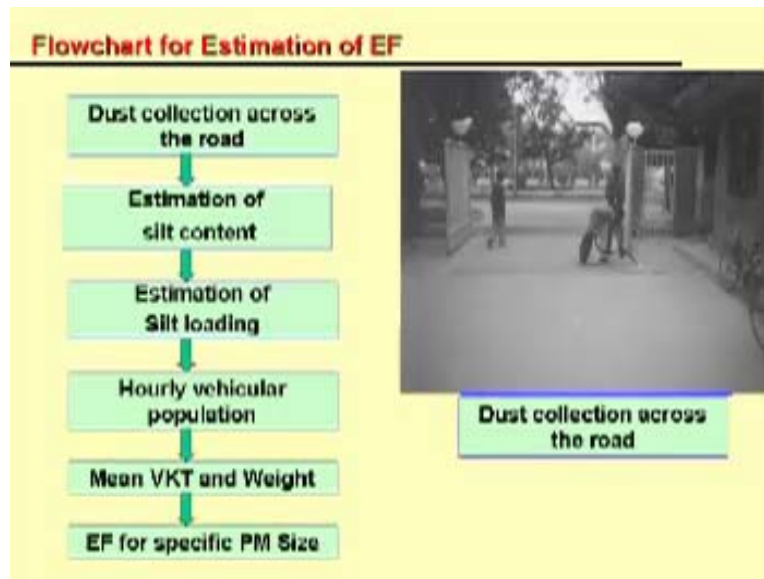 Flowchart for Estimation of EF
Dust collection across
the road
Estimation of
silt content
Estimation of
Silt loading
Hourly vehicular
population
Mean VKT and Weight
EF for specific PM Size
Dust collection across
the road